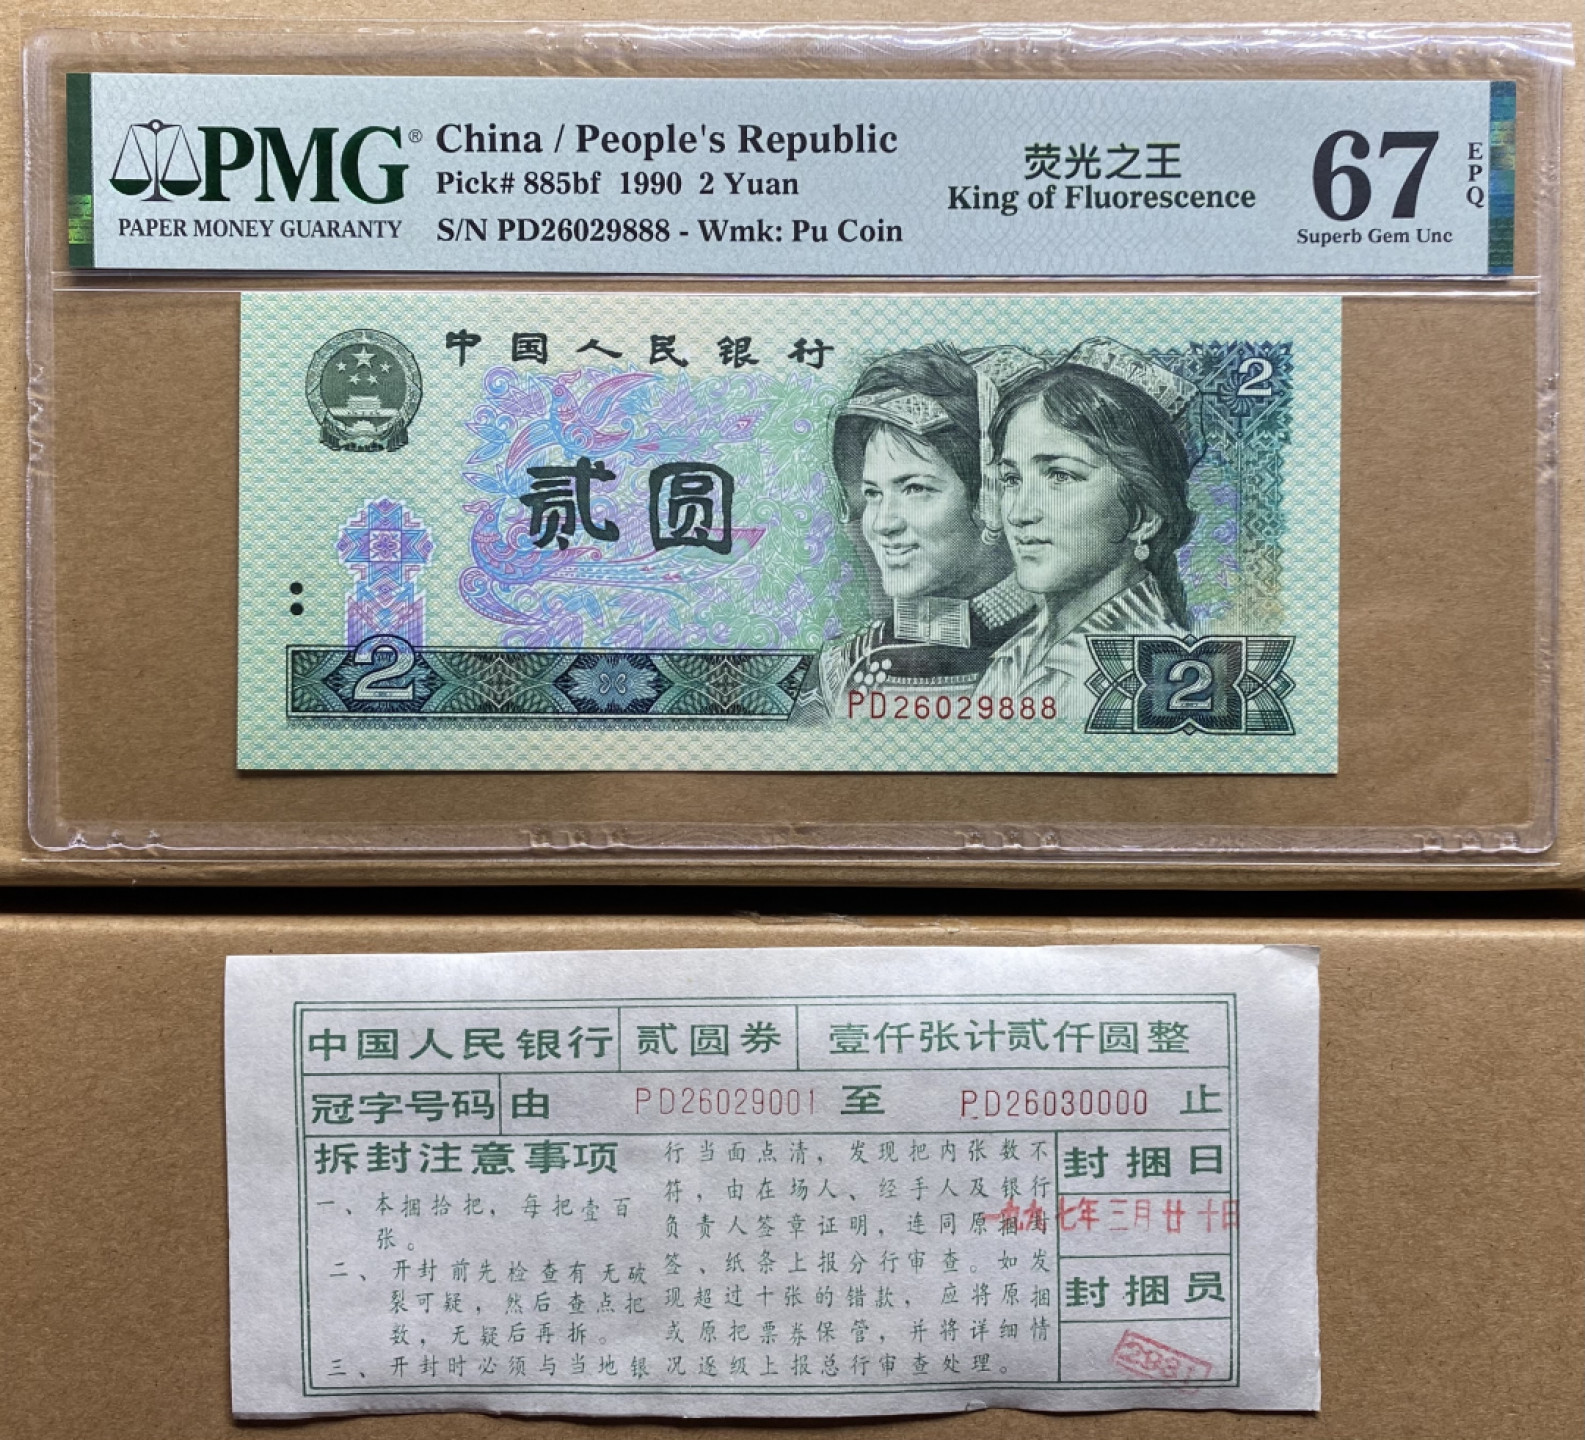 PMG®
PAPER MONEY GUARANTY
China / People's Republic
Pick# 885bf 1990 2 Yuan
S/N PD26029888 - Wmk: Pu Coin
荧光之王
King of Fluorescence
67
EPQ
Superb Gem Unc
中国人民银行
2
贰圆
2
PD26029888
2
中国人民银行 贰圆券 壹仟张计贰仟圆整
冠字号码 由 PD26029001 至 PD26030000 止
拆封注意事项
一、本捆拾把，每把壹百
张。
二、开封前先检查有无破
裂可疑，然后查点把
数，无疑后再拆。
三、开封时必须与当地银
行当面点清，发现把内张数不
符，由在场人、经手人及银行
负责人签章证明，连同原捆封
签、纸条上报分行审查。如发
现超过十张的错款，应将原捆
或原把票券保管，并将详细情
况逐级上报总行审查处理。
封捆日
一九九七年三月廿十日
封捆员